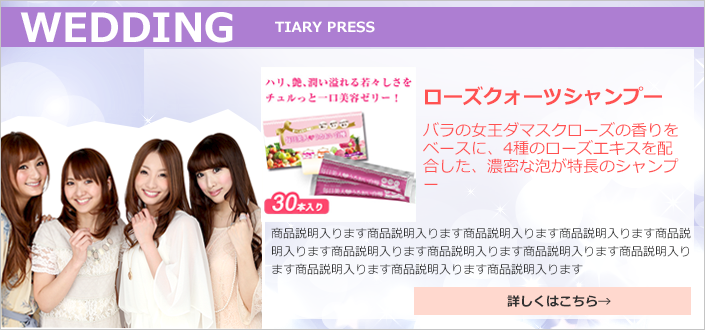 WEDDING
TIARY PRESS
ハリ、艶、潤い溢れる若々しさを
チュルっと一口美容ゼリー！
30本入り
ローズクォーツシャンプー
バラの女王ダマスクローズの香りを
ベースに、4種のローズエキスを配
合した、濃密な泡が特長のシャンプ
ー
商品説明入ります商品説明入ります商品説明入ります商品説明入ります商品説
明入ります商品説明入ります商品説明入ります商品説明入ります商品説明入り
ます商品説明入ります商品説明入ります商品説明入ります
詳しくはこちら→